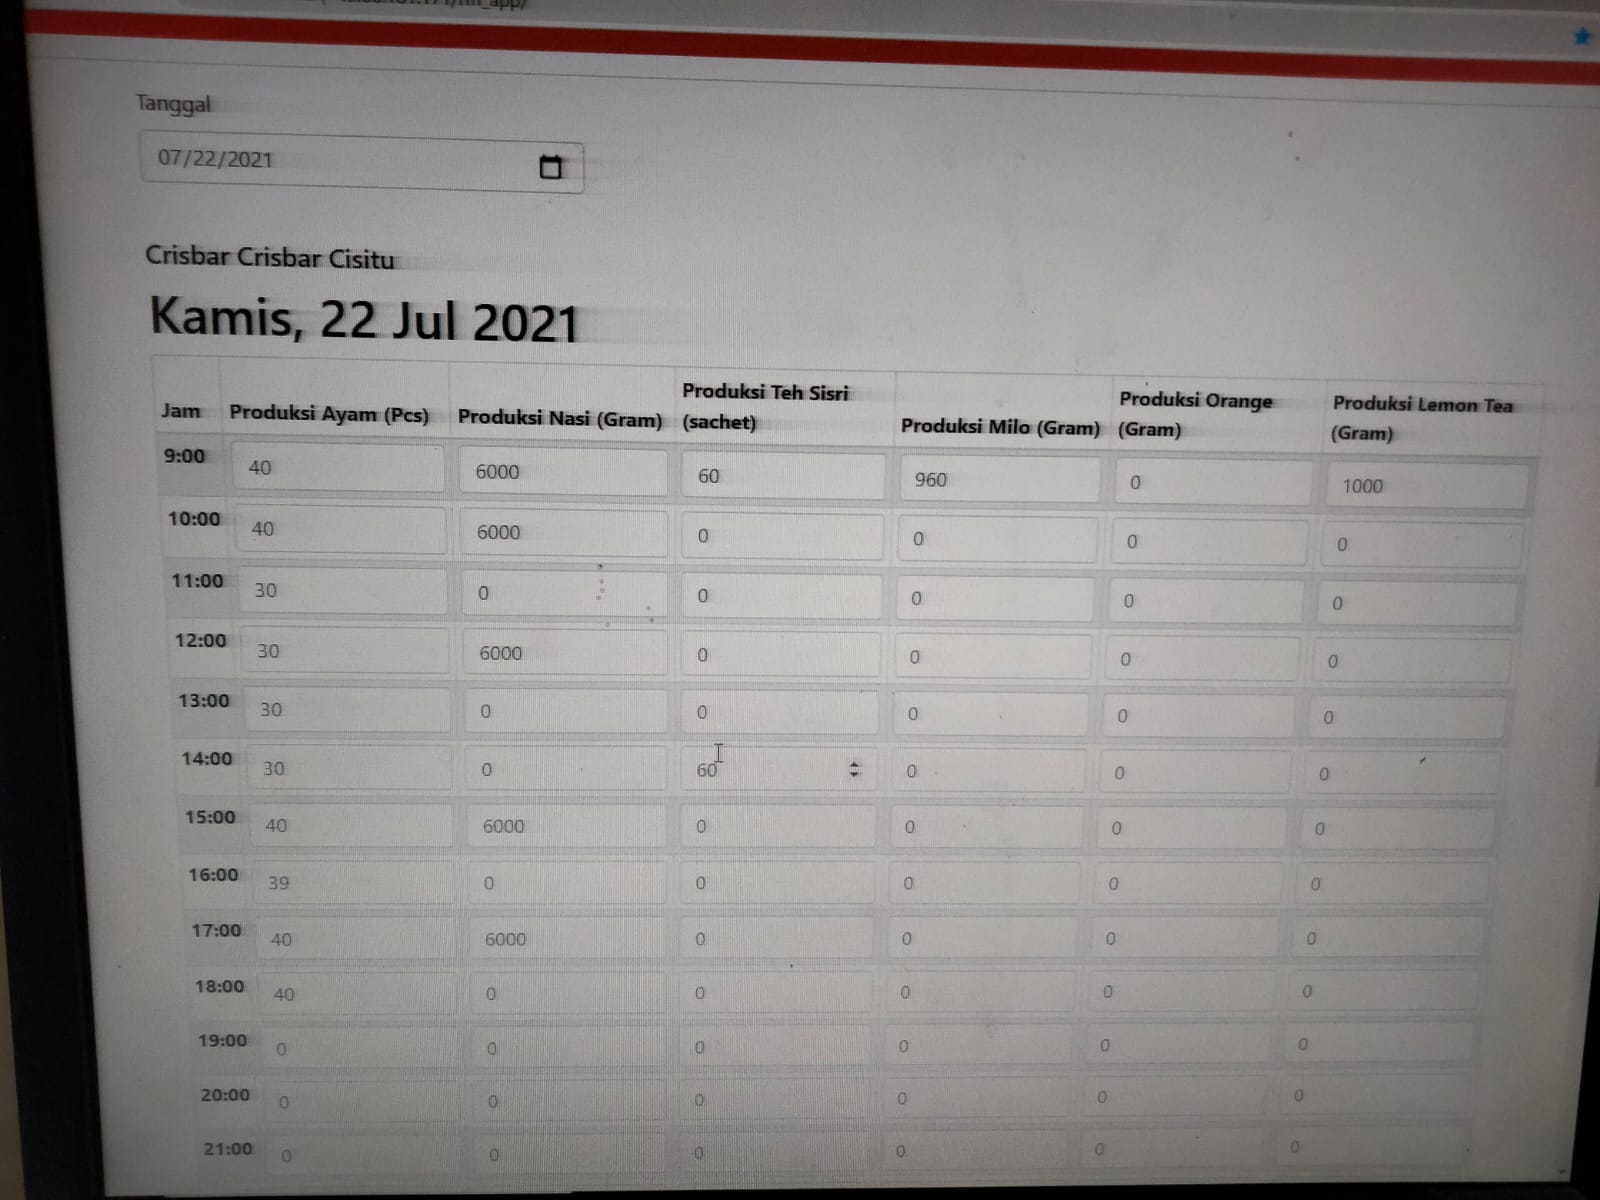 Tanggal
07/22/2021
Crisbar Crisbar Cisitu
Kamis, 22 Jul 2021
Jam Produksi Ayam (Pcs) Produksi Nasi (Gram) Produksi Teh Sisri (sachet) Produksi Milo (Gram) Produksi Orange (Gram) Produksi Lemon Tea (Gram)
9:00 40 6000 60 960 0 1000
10:00 40 6000 0 0 0 0
11:00 30 0 0 0 0 0
12:00 30 6000 0 0 0 0
13:00 30 0 0 0 0 0
14:00 30 0 60 0 0 0
15:00 40 6000 0 0 0 0
16:00 39 0 0 0 0 0
17:00 40 6000 0 0 0 0
18:00 40 0 0 0 0 0
19:00 0 0 0 0 0 0
20:00 0 0 0 0 0 0
21:00 0 0 0 0 0 0